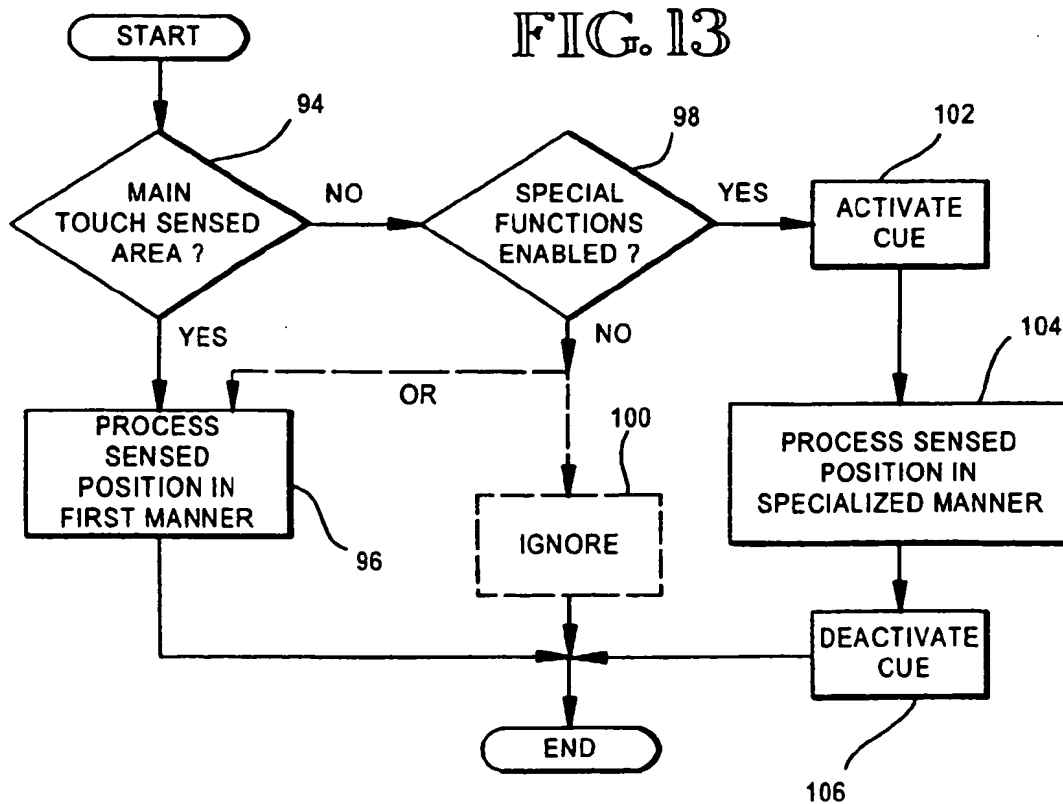 FIG. 13
START
94
98
102
MAIN
TOUCH SENSED
AREA ?
NO
SPECIAL
FUNCTIONS
ENABLED ?
YES
ACTIVATE
CUE
YES
NO
104
OR
100
PROCESS
SENSED
POSITION IN
FIRST MANNER
PROCESS SENSED
POSITION IN
SPECIALIZED MANNER
IGNORE
96
DEACTIVATE
CUE
END
106